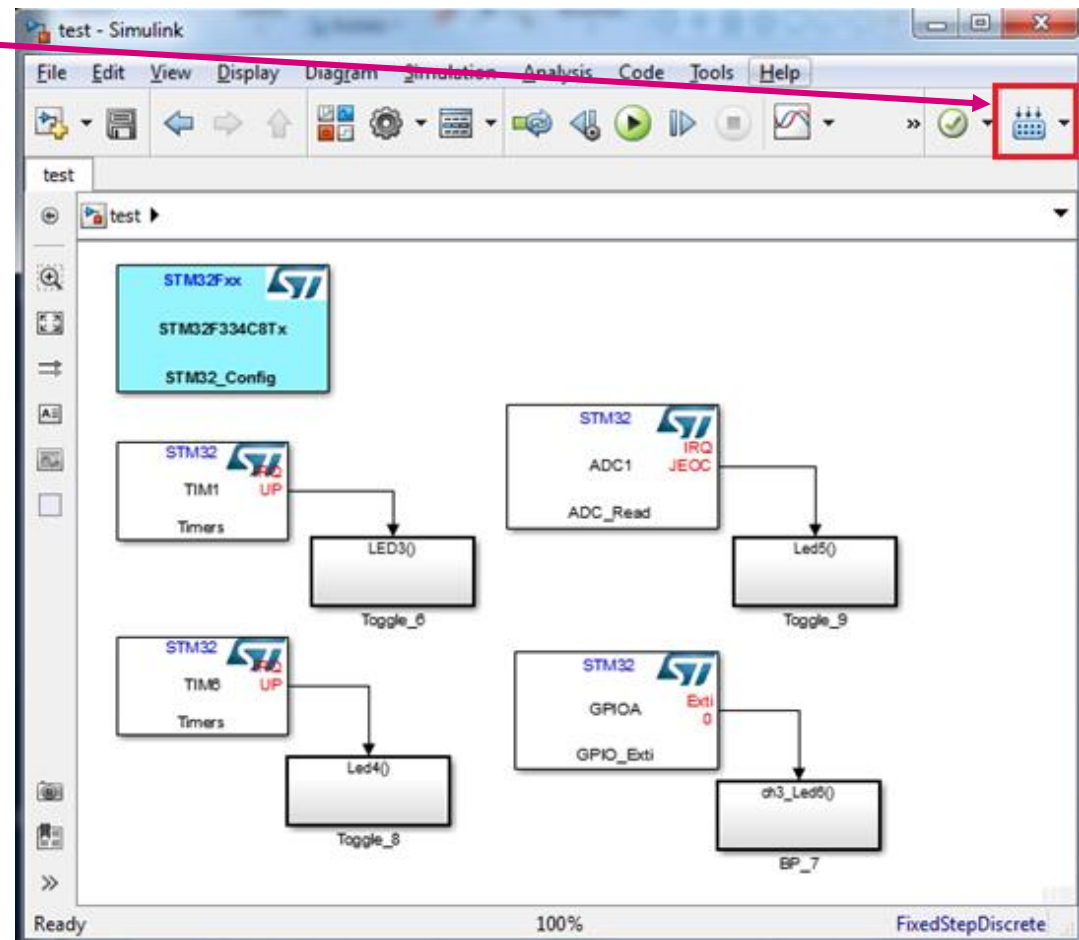 test - Simulink
File Edit View Display Diagram Simulation Analysis Code Tools Help
»
test
test
STM32Fxx
STM32F334C8Tx
STM32_Config
STM32
IRQ
TIM1 UP
Timers
LED3()
Toggle_6
STM32
IRQ
ADC1 JEOC
ADC_Read
Led5()
Toggle_9
STM32
IRQ
TIM6 UP
Timers
Led4()
Toggle_8
STM32
Exti
GPIOA 0
GPIO_Exti
ch3_Led6()
BP_7
»
Ready 100% FixedStepDiscrete